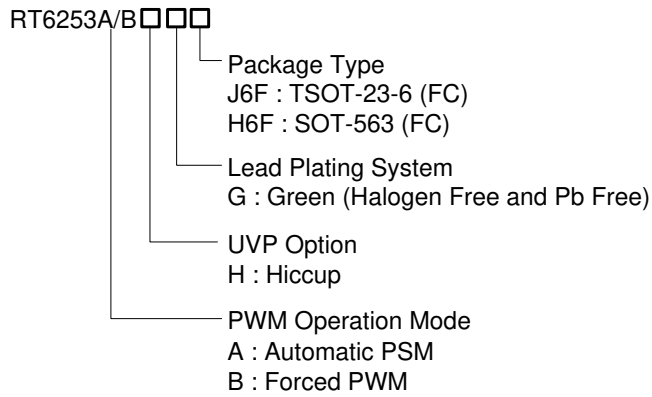 RT6253A/B□□□
Package Type
J6F : TSOT-23-6 (FC)
H6F : SOT-563 (FC)
Lead Plating System
G : Green (Halogen Free and Pb Free)
UVP Option
H : Hiccup
PWM Operation Mode
A : Automatic PSM
B : Forced PWM